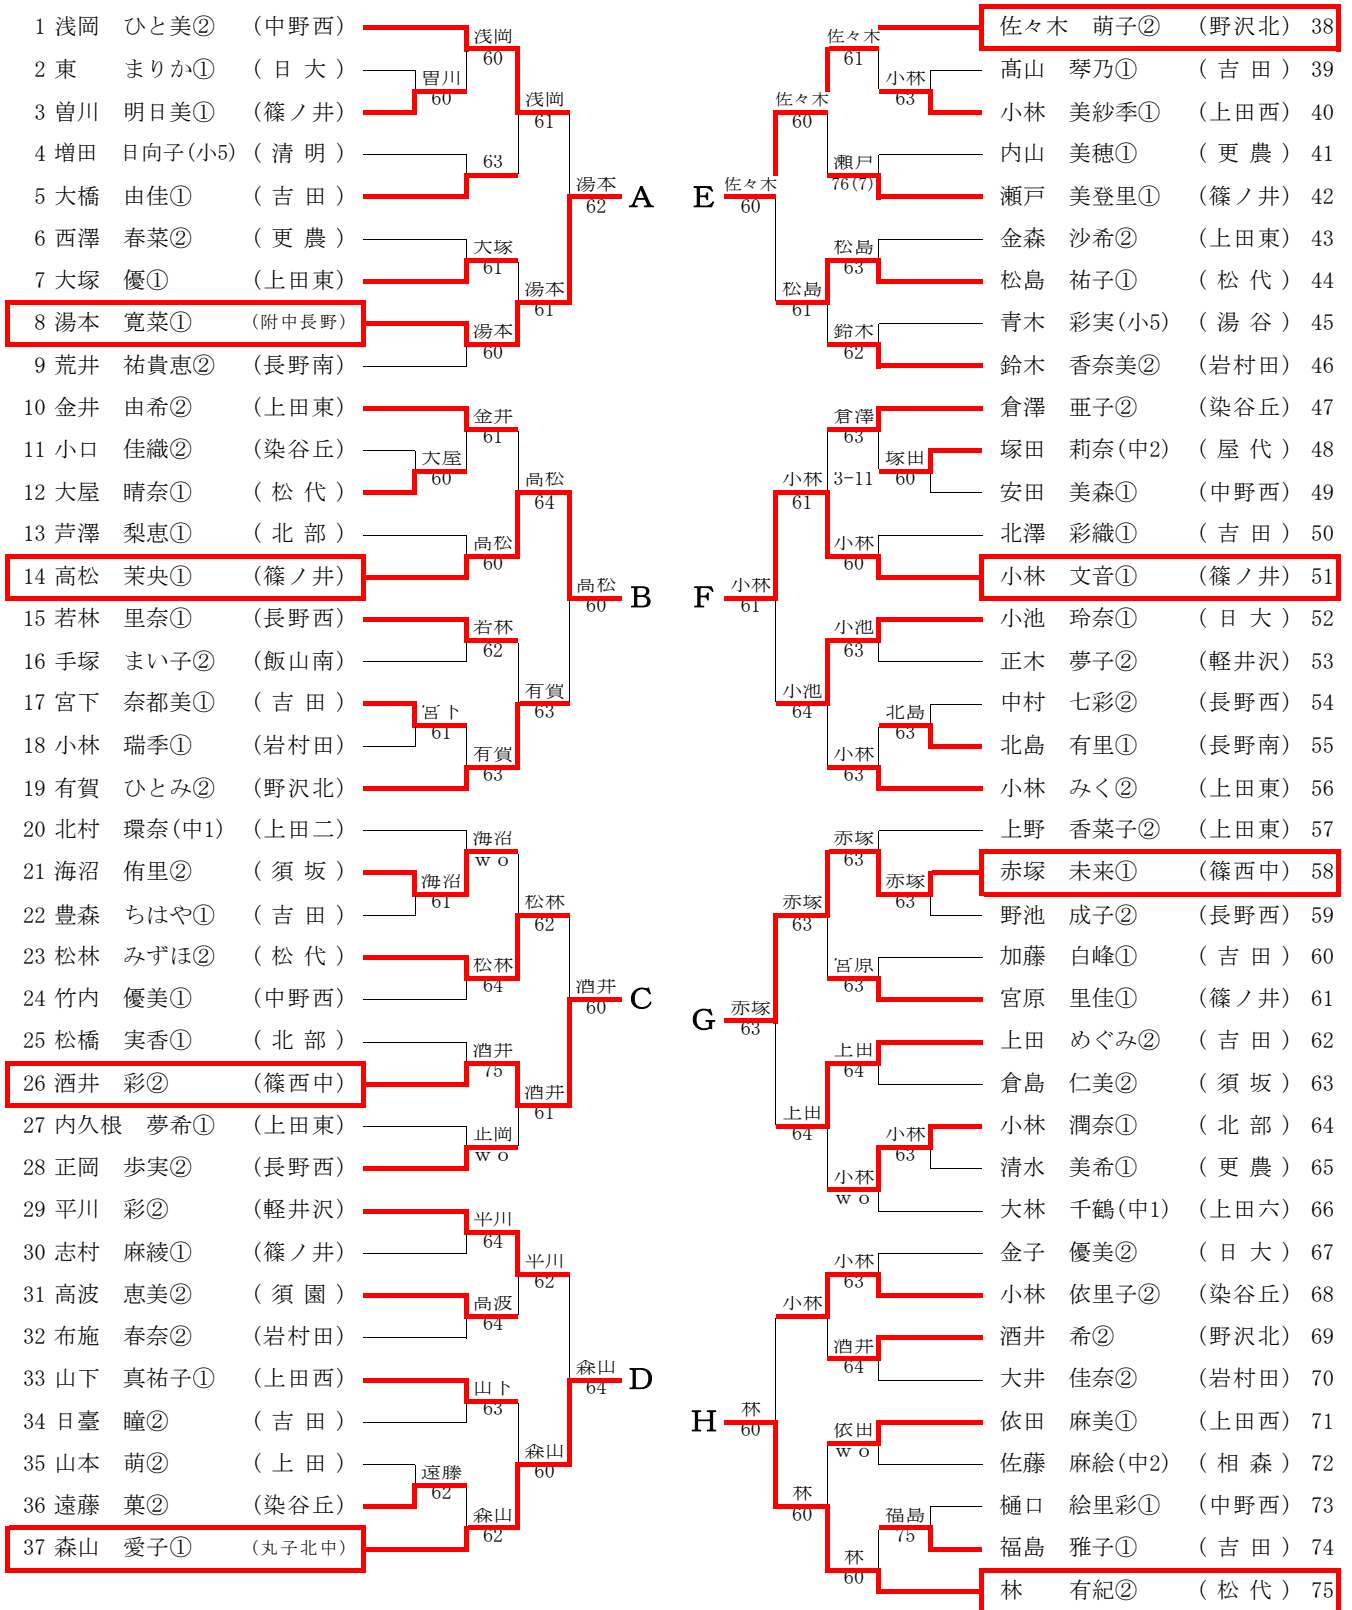 1 浅岡 ひと美② (中野西)
2 東 まりか① (日大)
3 曽川 明日美① (篠ノ井)
4 増田 日向子(小5) (清明)
5 大橋 由佳① (吉田)
6 西澤 春菜② (更農)
7 大塚 優① (上田東)
8 湯本 寛菜① (附中長野)
9 荒井 祐貴恵② (長野南)
10 金井 由希② (上田東)
11 小口 佳織② (染谷丘)
12 大屋 晴奈① (松代)
13 芦澤 梨恵① (北部)
14 高松 茉央① (篠ノ井)
15 若林 里奈① (長野西)
16 手塚 まい子② (飯山南)
17 宮下 奈都美① (吉田)
18 小林 瑞季① (岩村田)
19 有賀 ひとみ② (野沢北)
20 北村 環奈(中1) (上田二)
21 海沼 侑里② (須坂)
22 豊森 ちはや① (吉田)
23 松林 みずほ② (松代)
24 竹内 優美① (中野西)
25 松橋 実香① (北部)
26 酒井 彩② (篠西中)
27 内久根 夢希① (上田東)
28 正岡 歩実② (長野西)
29 平川 彩② (軽井沢)
30 志村 麻綾① (篠ノ井)
31 高波 恵美② (須園)
32 布施 春奈② (岩村田)
33 山下 真祐子① (上田西)
34 日臺 瞳② (吉田)
35 山本 萌② (上田)
36 遠藤 菓② (染谷丘)
37 森山 愛子① (丸子北中)
曽川
60
大屋
60
宮下
61
海沼
61
遠藤
62
浅岡
60
63
大塚
61
湯本
60
金井
61
高松
60
若林
62
有賀
63
海沼
wo
松林
64
酒井
75
正岡
wo
平川
64
高波
64
山下
63
森山
62
浅岡
61
湯本
61
高松
64
有賀
63
松林
62
酒井
61
平川
62
森山
60
湯本
62
A
高松
60
B
酒井
60
C
森山
64
D
E
佐々木
60
F
小林
61
G
赤塚
63
H
林
60
佐々木
60
松島
61
小林
61
小池
64
赤塚
63
上田
64
小林
林
60
佐々木
61
瀬戸
76(7)
松島
63
鈴木
62
倉澤
63
3-11
小林
60
小池
63
小林
63
赤塚
63
宮原
63
上田
64
小林
wo
小林
63
酒井
64
依田
wo
林
60
小林
63
塚田
60
北島
63
赤塚
63
小林
63
福島
75
佐々木 萌子② (野沢北) 38
髙山 琴乃① (吉田) 39
小林 美紗季① (上田西) 40
内山 美穂① (更農) 41
瀬戸 美登里① (篠ノ井) 42
金森 沙希② (上田東) 43
松島 祐子① (松代) 44
青木 彩実(小5) (湯谷) 45
鈴木 香奈美② (岩村田) 46
倉澤 亜子② (染谷丘) 47
塚田 莉奈(中2) (屋代) 48
安田 美森① (中野西) 49
北澤 彩織① (吉田) 50
小林 文音① (篠ノ井) 51
小池 玲奈① (日大) 52
正木 夢子② (軽井沢) 53
中村 七彩② (長野西) 54
北島 有里① (長野南) 55
小林 みく② (上田東) 56
上野 香菜子② (上田東) 57
赤塚 未来① (篠西中) 58
野池 成子② (長野西) 59
加藤 白峰① (吉田) 60
宮原 里佳① (篠ノ井) 61
上田 めぐみ② (吉田) 62
倉島 仁美② (須坂) 63
小林 潤奈① (北部) 64
清水 美希① (更農) 65
大林 千鶴(中1) (上田六) 66
金子 優美② (日大) 67
小林 依里子② (染谷丘) 68
酒井 希② (野沢北) 69
大井 佳奈② (岩村田) 70
依田 麻美① (上田西) 71
佐藤 麻絵(中2) (相森) 72
樋口 絵里彩① (中野西) 73
福島 雅子① (吉田) 74
林 有紀② (松代) 75